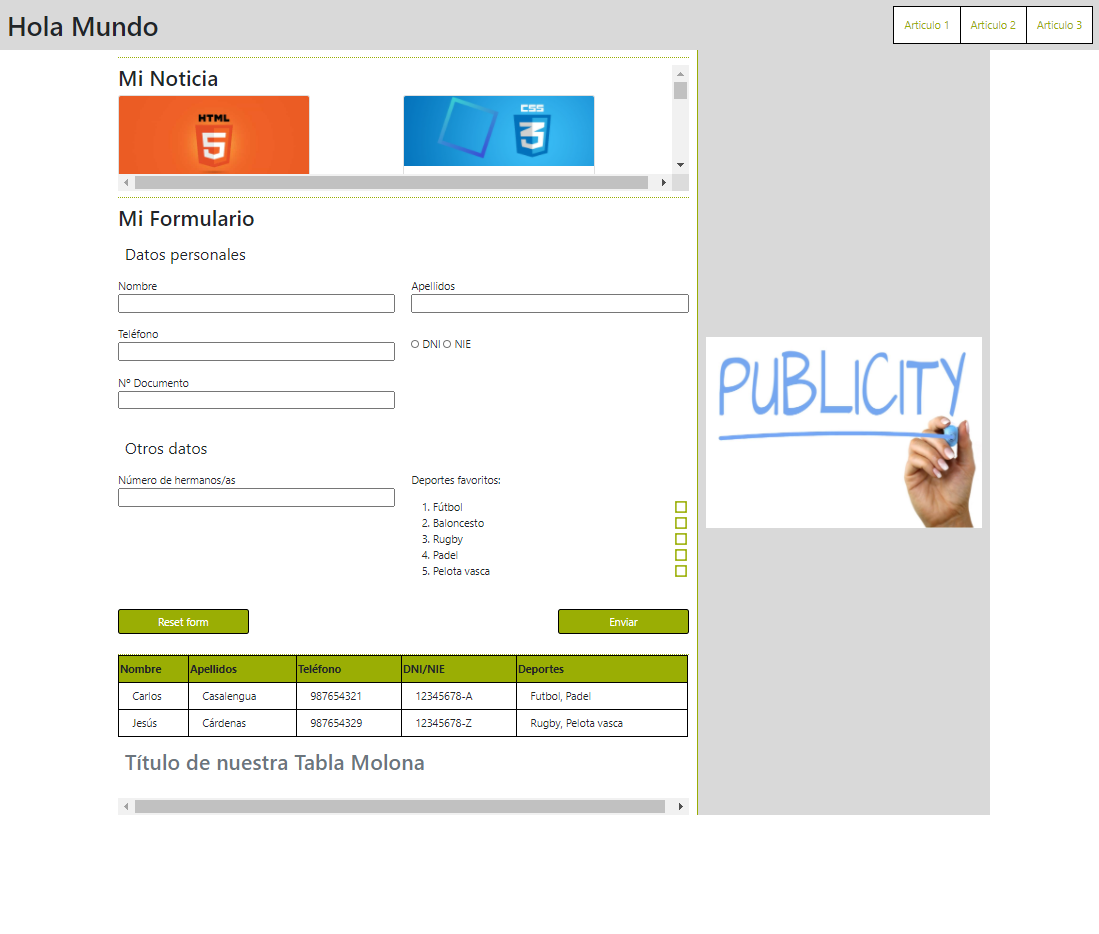 Hola Mundo
Artículo 1 Artículo 2 Artículo 3
Mi Noticia
HTML
5
CSS
3
Mi Formulario
Datos personales
Nombre Apellidos
Teléfono
DNI NIE
Nº Documento
Otros datos
Número de hermanos/as Deportes favoritos:
1. Fútbol
2. Baloncesto
3. Rugby
4. Padel
5. Pelota vasca
Reset form Enviar
Nombre Apellidos Teléfono DNI/NIE Deportes
Carlos Casalengua 987654321 12345678-A Futbol, Padel
Jesús Cárdenas 987654329 12345678-Z Rugby, Pelota vasca
Título de nuestra Tabla Molona
PUBLICITY